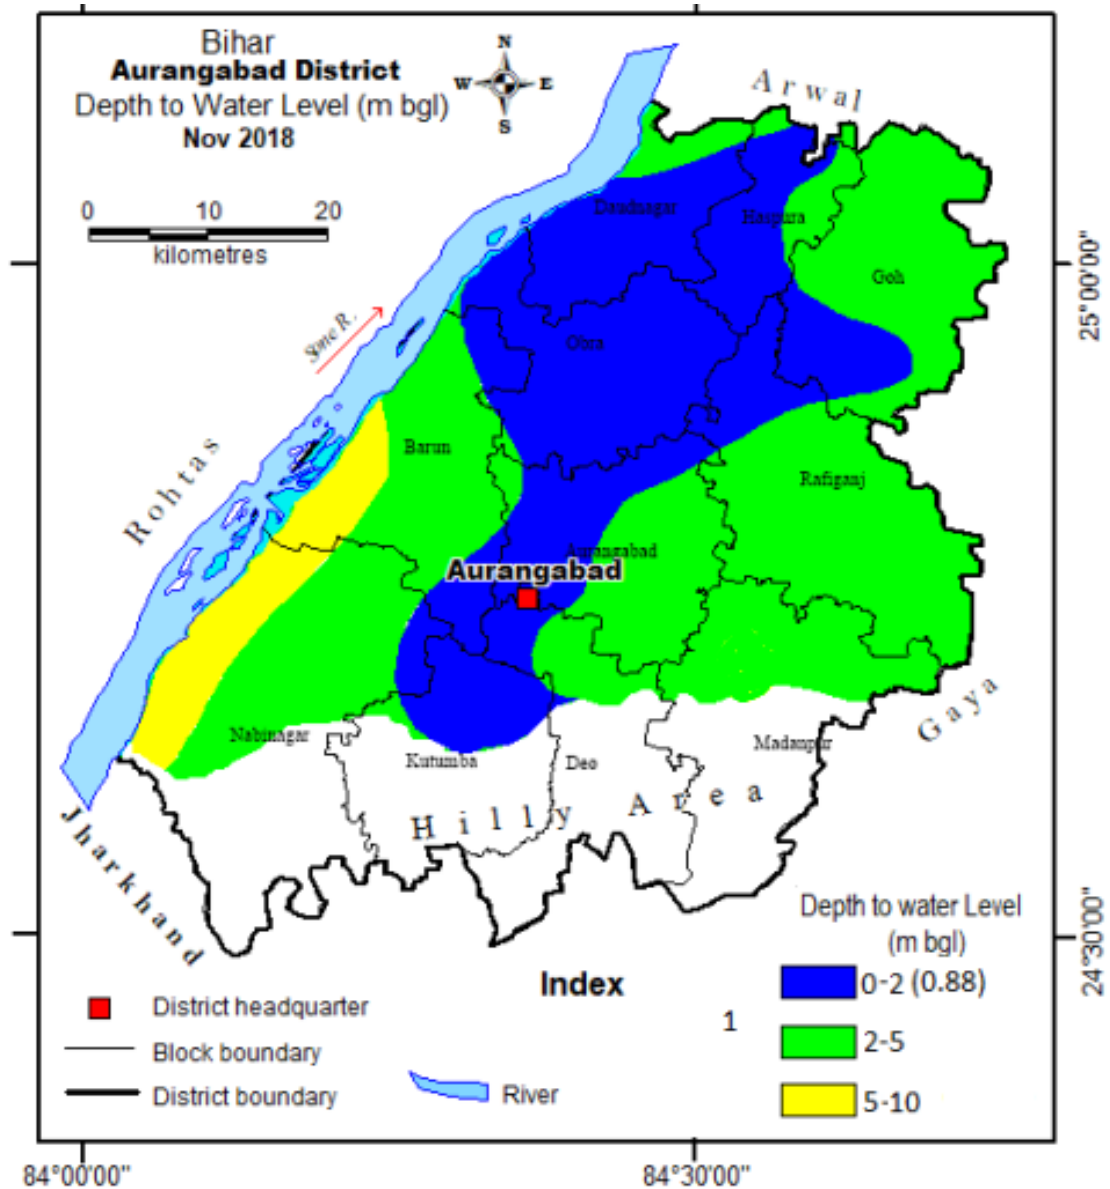 Bihar
Aurangabad District
Depth to Water Level (m bgl)
Nov 2018
N
W E
S
0 10 20
kilometres
Arwal
Daudnagar
Haspura
Goh
25°00'00"
Sone R.
Obra
Barun
Rohtas
Rafiganj
Aurangabad
Aurangabad
Gaya
Nabinagar
Kutumba
Deo
Madanpur
Hilly Area
Jharkhand
24°30'00"
Depth to water Level
(m bgl)
Index
0-2 (0.88)
District headquarter
1
2-5
Block boundary
District boundary
River
5-10
84°00'00" 84°30'00"